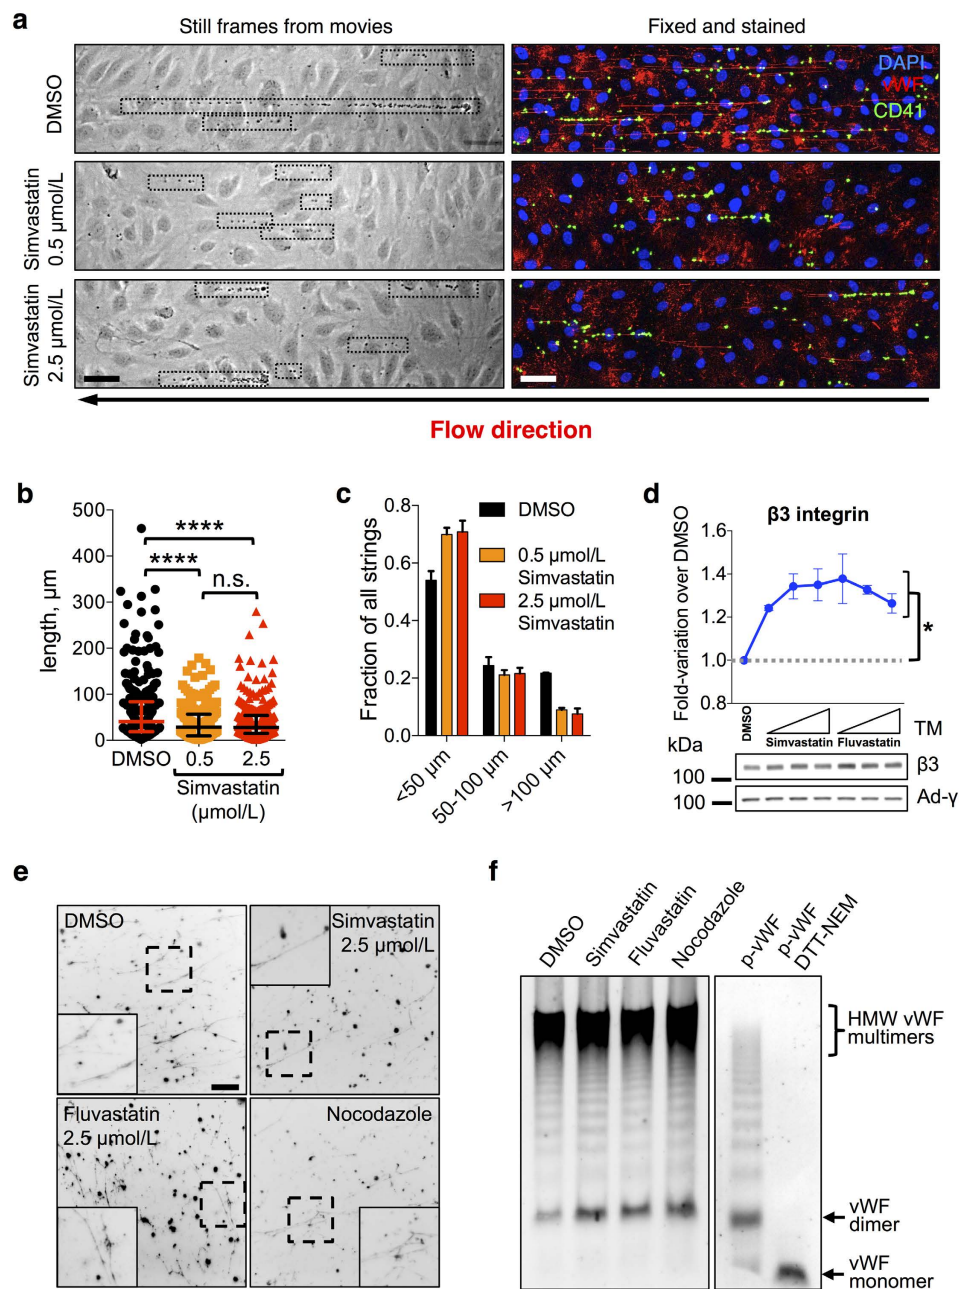 a
Still frames from movies
Fixed and stained
DMSO
DAPI
vWF
CD41
Simvastatin
0.5 µmol/L
Simvastatin
2.5 µmol/L
Flow direction
b
length, µm
500
400
300
200
100
0
****
****
n.s.
DMSO
0.5
2.5
Simvastatin
(µmol/L)
c
Fraction of all strings
0.8
0.6
0.4
0.2
0.0
DMSO
0.5 µmol/L
Simvastatin
2.5 µmol/L
Simvastatin
<50 µm
50-100 µm
>100 µm
d
β3 integrin
Fold-variation over DMSO
1.6
1.4
1.2
1.0
0.8
*
DMSO
Simvastatin
Fluvastatin
TM
kDa
100
β3
100
Ad-γ
e
DMSO
Simvastatin
2.5 µmol/L
Fluvastatin
2.5 µmol/L
Nocodazole
f
DMSO
Simvastatin
Fluvastatin
Nocodazole
p-vWF
p-vWF
DTT-NEM
HMW vWF
multimers
vWF
dimer
vWF
monomer